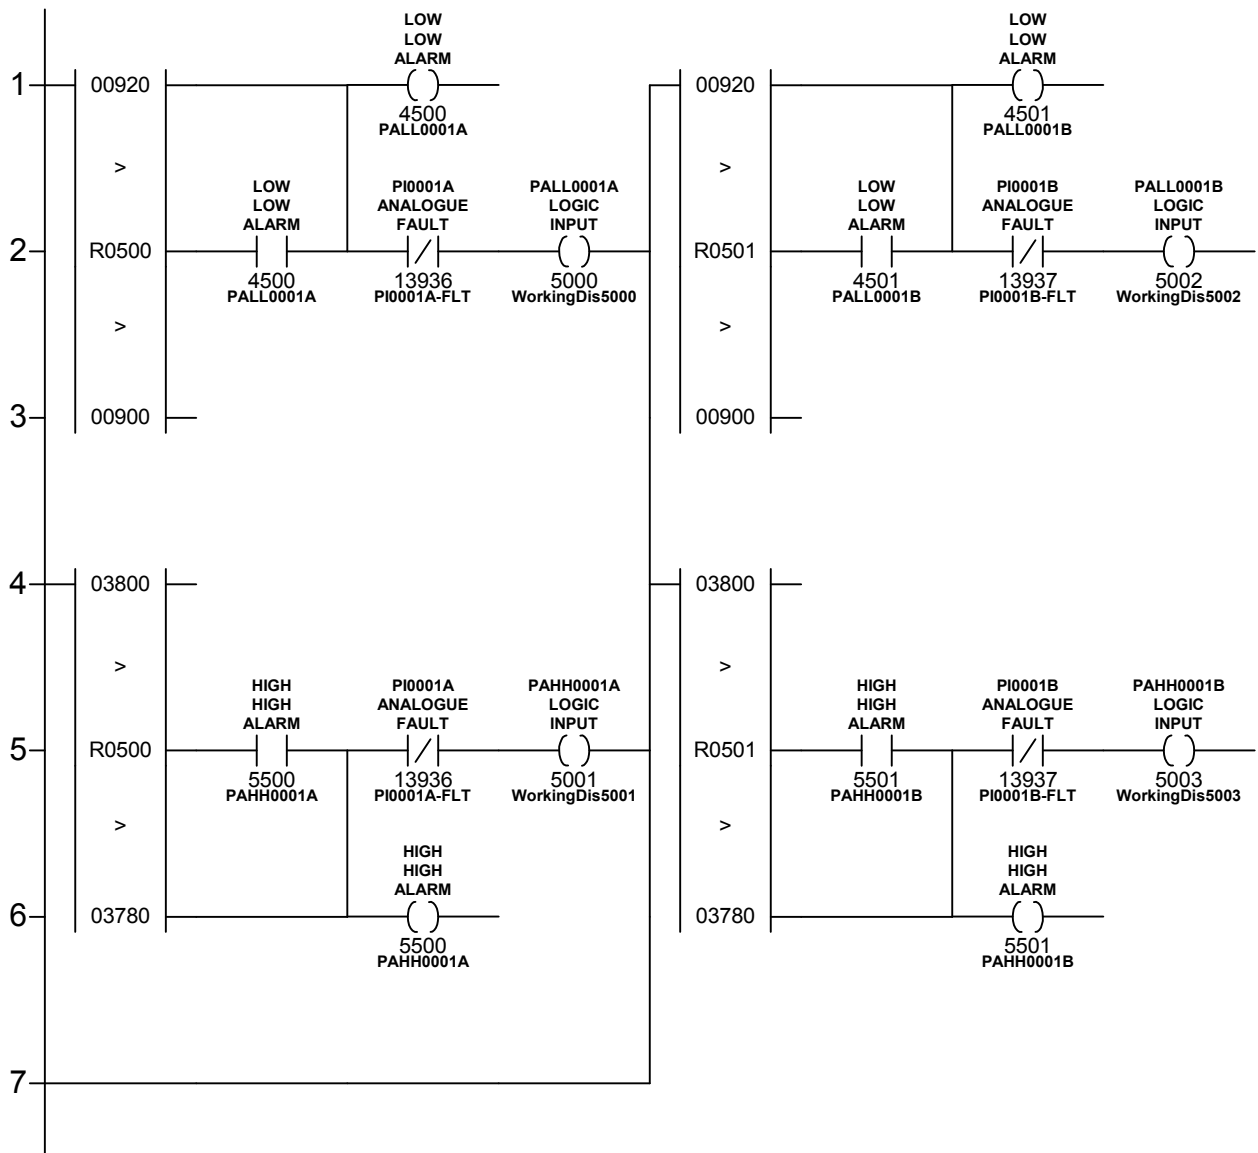 LOW
LOW
ALARM
LOW
LOW
ALARM
1 00920 00920
4500
PALL0001A
4501
PALL0001B
> >
LOW
LOW
ALARM
PI0001A
ANALOGUE
FAULT
PALL0001A
LOGIC
INPUT
LOW
LOW
ALARM
PI0001B
ANALOGUE
FAULT
PALL0001B
LOGIC
INPUT
2 R0500 R0501
4500
PALL0001A
13936
PI0001A-FLT
5000
WorkingDis5000
4501
PALL0001B
13937
PI0001B-FLT
5002
WorkingDis5002
> >
3 00900 00900
4 03800 03800
> >
HIGH
HIGH
ALARM
PI0001A
ANALOGUE
FAULT
PAHH0001A
LOGIC
INPUT
HIGH
HIGH
ALARM
PI0001B
ANALOGUE
FAULT
PAHH0001B
LOGIC
INPUT
5 R0500 R0501
5500
PAHH0001A
13936
PI0001A-FLT
5001
WorkingDis5001
5501
PAHH0001B
13937
PI0001B-FLT
5003
WorkingDis5003
> >
HIGH
HIGH
ALARM
HIGH
HIGH
ALARM
6 03780 03780
5500
PAHH0001A
5501
PAHH0001B
7